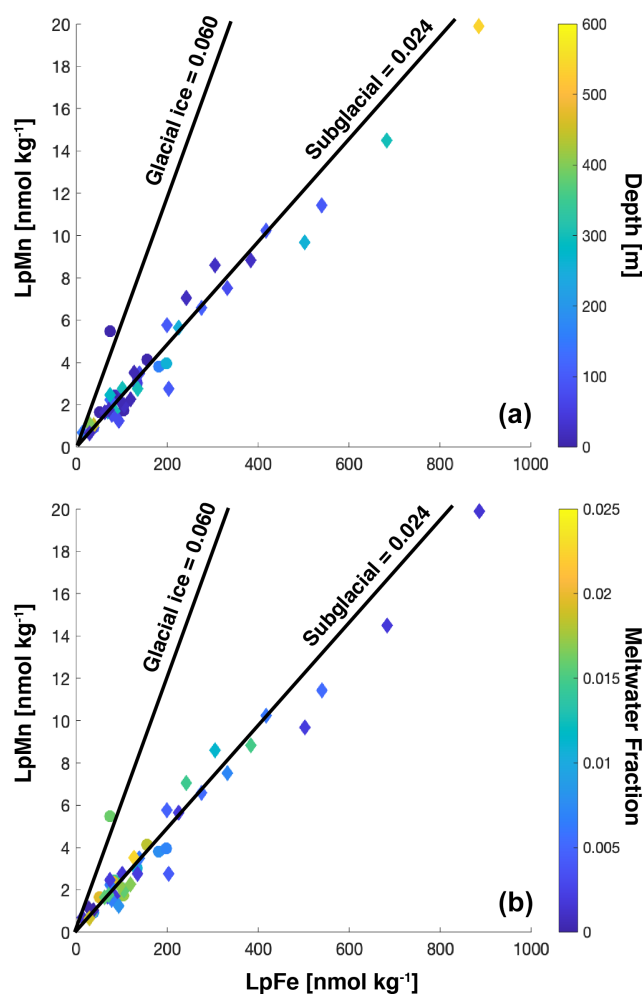 20
18
16
14
12
10
8
6
4
2
0
LpMn [nmol kg⁻¹]
Glacial ice = 0.060
Subglacial = 0.024
(a)
0 200 400 600 800 1000
600
500
400
300
200
100
0
Depth [m]
20
18
16
14
12
10
8
6
4
2
0
LpMn [nmol kg⁻¹]
Glacial ice = 0.060
Subglacial = 0.024
(b)
0 200 400 600 800 1000
LpFe [nmol kg⁻¹]
0.025
0.02
0.015
0.01
0.005
0
Meltwater Fraction